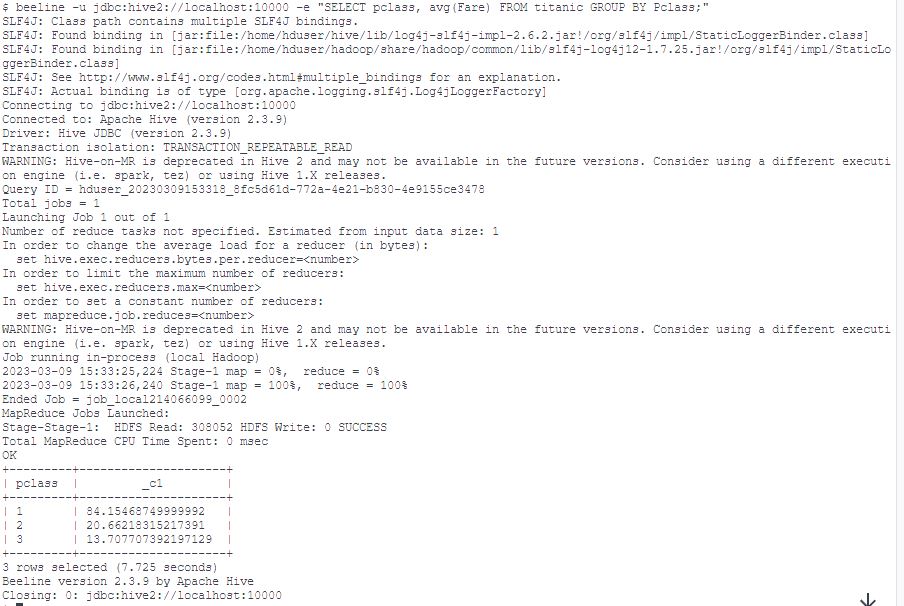 # beeline -u jdbc:hive2://localhost:10000 -e "SELECT pclass, avg(Fare) FROM titanic GROUP BY Pclass;"
SLF4J: Class path contains multiple SLF4J bindings.
SLF4J: Found binding in [jar:file:/home/hduser/hive/lib/log4j-slf4j-impl-2.6.2.jar!/org/slf4j/impl/StaticLoggerBinder.class]
SLF4J: Found binding in [jar:file:/home/hduser/hadoop/share/hadoop/common/lib/slf4j-log4j12-1.7.25.jar!/org/slf4j/impl/StaticLo
ggerBinder.class]
SLF4J: See http://www.slf4j.org/codes.html#multiple_bindings for an explanation.
SLF4J: Actual binding is of type [org.apache.logging.slf4j.Log4jLoggerFactory]
Connecting to jdbc:hive2://localhost:10000
Connected to: Apache Hive (version 2.3.9)
Driver: Hive JDBC (version 2.3.9)
Transaction isolation: TRANSACTION_REPEATABLE_READ
WARNING: Hive-on-MR is deprecated in Hive 2 and may not be available in the future versions. Consider using a different executi
on engine (i.e. spark, tez) or using Hive 1.X releases.
Query ID = hduser_20230309153318_8fc5d61d-772a-4e21-b830-4e9155ce3478
Total jobs = 1
Launching Job 1 out of 1
Number of reduce tasks not specified. Estimated from input data size: 1
In order to change the average load for a reducer (in bytes):
  set hive.exec.reducers.bytes.per.reducer=<number>
In order to limit the maximum number of reducers:
  set hive.exec.reducers.max=<number>
In order to set a constant number of reducers:
  set mapreduce.job.reduces=<number>
WARNING: Hive-on-MR is deprecated in Hive 2 and may not be available in the future versions. Consider using a different executi
on engine (i.e. spark, tez) or using Hive 1.X releases.
Job running in-process (local Hadoop)
2023-03-09 15:33:25,224 Stage-1 map = 0%,  reduce = 0%
2023-03-09 15:33:26,240 Stage-1 map = 100%,  reduce = 100%
Ended Job = job_local214066099_0002
MapReduce Jobs Launched:
Stage-Stage-1:  HDFS Read: 308052 HDFS Write: 0 SUCCESS
Total MapReduce CPU Time Spent: 0 msec
OK
+---------+---------------------+
| pclass  |         _c1         |
+---------+---------------------+
| 1       | 84.15468749999992   |
| 2       | 20.66218315217391   |
| 3       | 13.707707392197129  |
+---------+---------------------+
3 rows selected (7.725 seconds)
Beeline version 2.3.9 by Apache Hive
Closing: 0: jdbc:hive2://localhost:10000